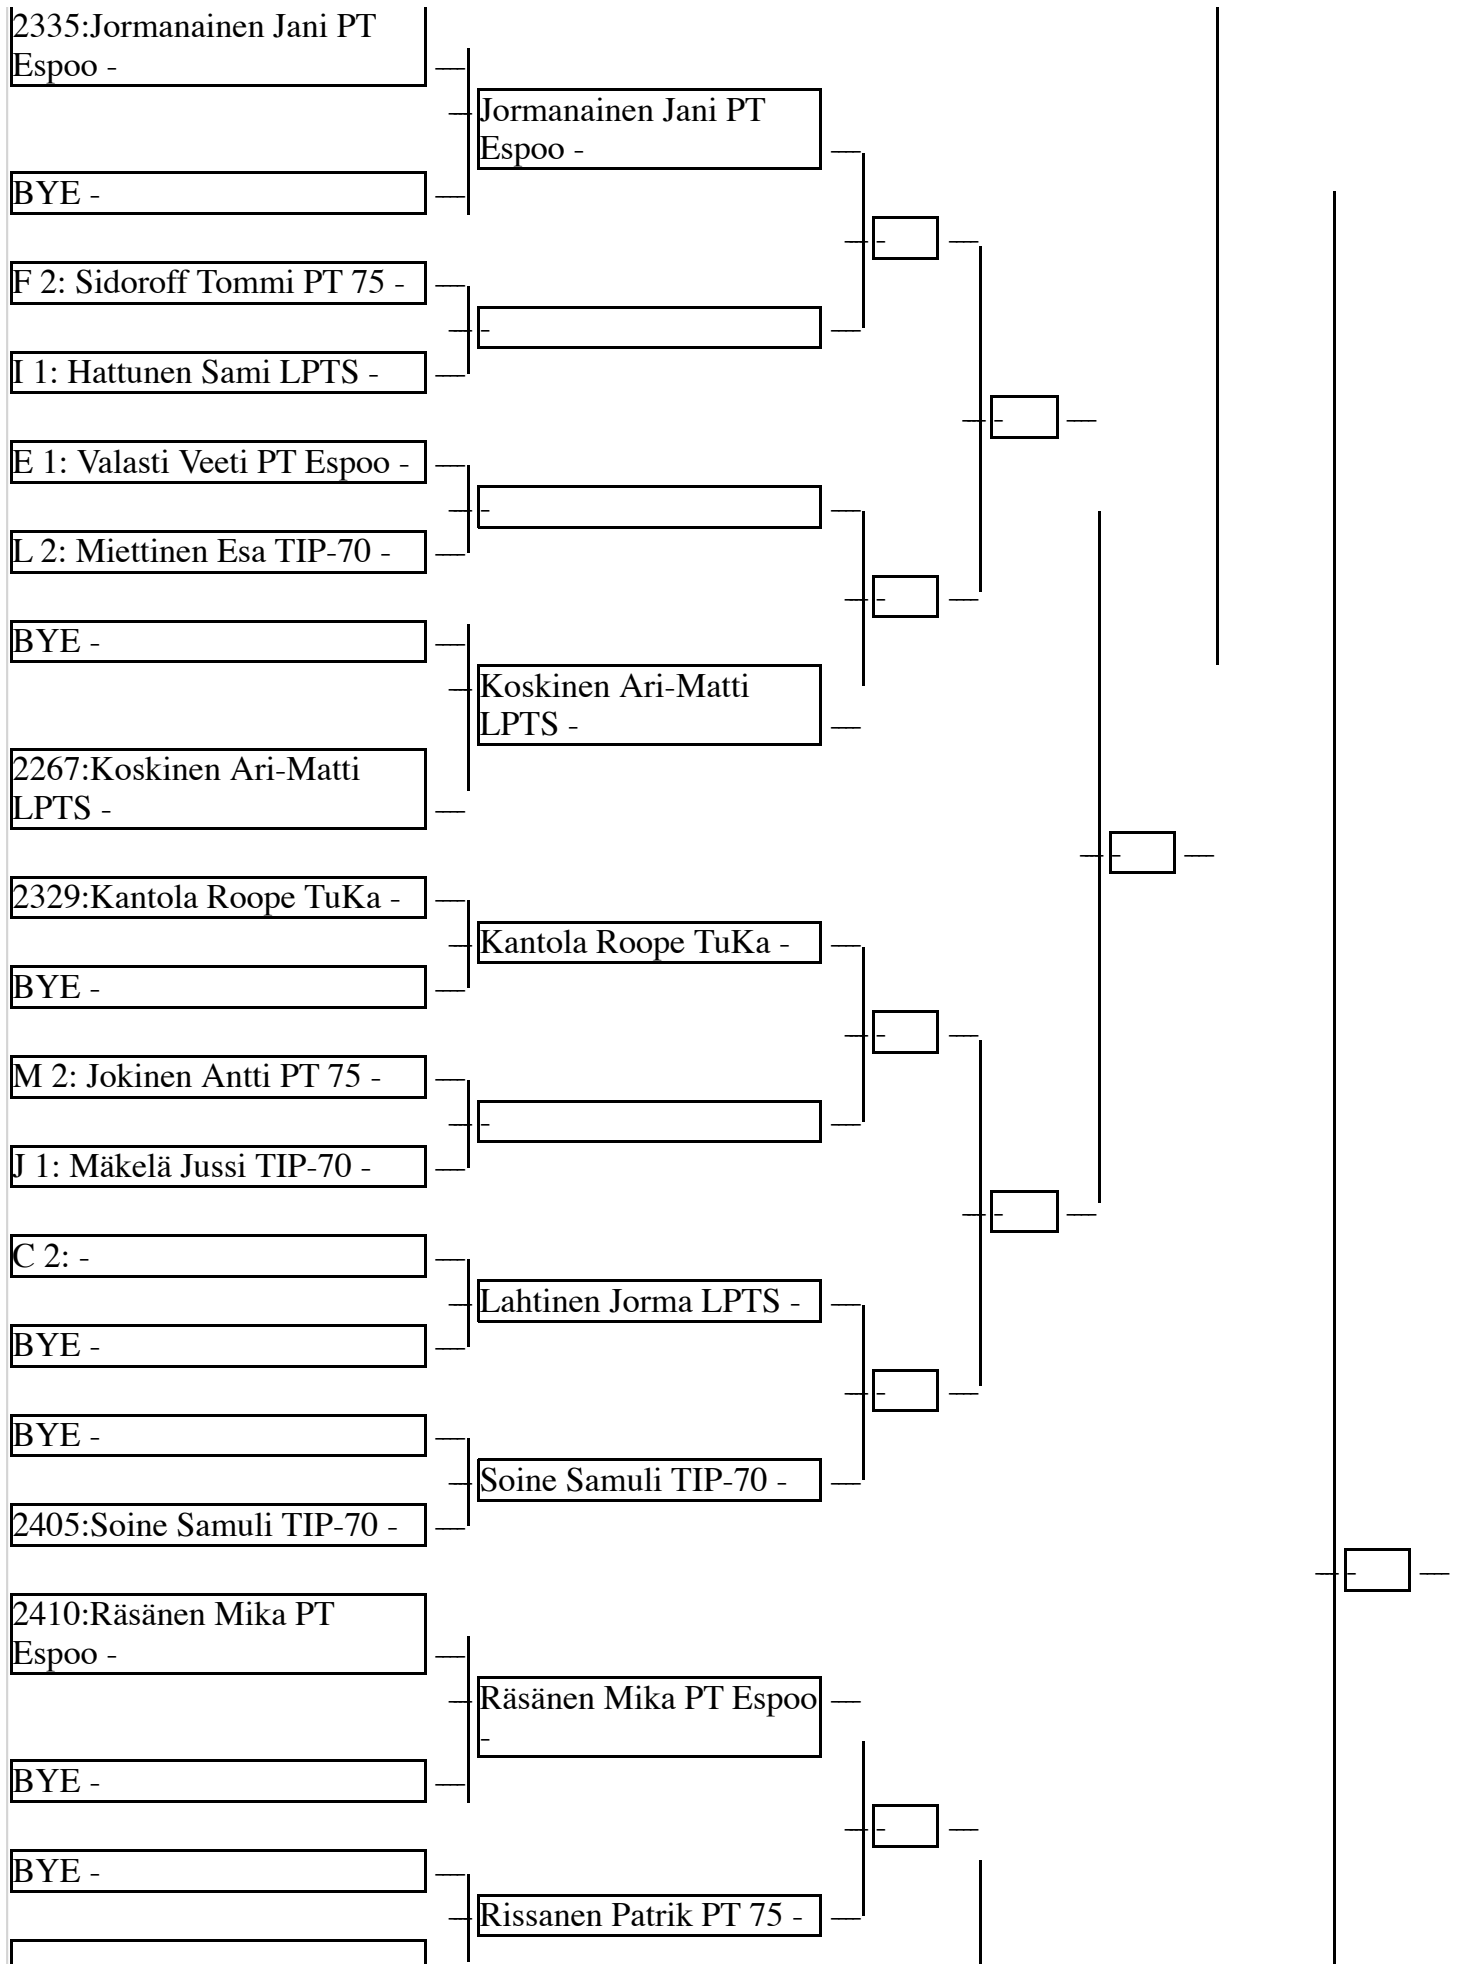 2335:Jormanainen Jani PT
Espoo -
Jormanainen Jani PT
Espoo -
BYE -
-
F 2: Sidoroff Tommi PT 75 -
-
I 1: Hattunen Sami LPTS -
-
E 1: Valasti Veeti PT Espoo -
-
L 2: Miettinen Esa TIP-70 -
-
BYE -
Koskinen Ari-Matti
LPTS -
2267:Koskinen Ari-Matti
LPTS -
-
2329:Kantola Roope TuKa -
Kantola Roope TuKa -
BYE -
-
M 2: Jokinen Antti PT 75 -
-
J 1: Mäkelä Jussi TIP-70 -
-
C 2: -
Lahtinen Jorma LPTS -
BYE -
-
BYE -
Soine Samuli TIP-70 -
2405:Soine Samuli TIP-70 -
-
2410:Räsänen Mika PT
Espoo -
Räsänen Mika PT Espoo
-
BYE -
-
BYE -
Rissanen Patrik PT 75 -